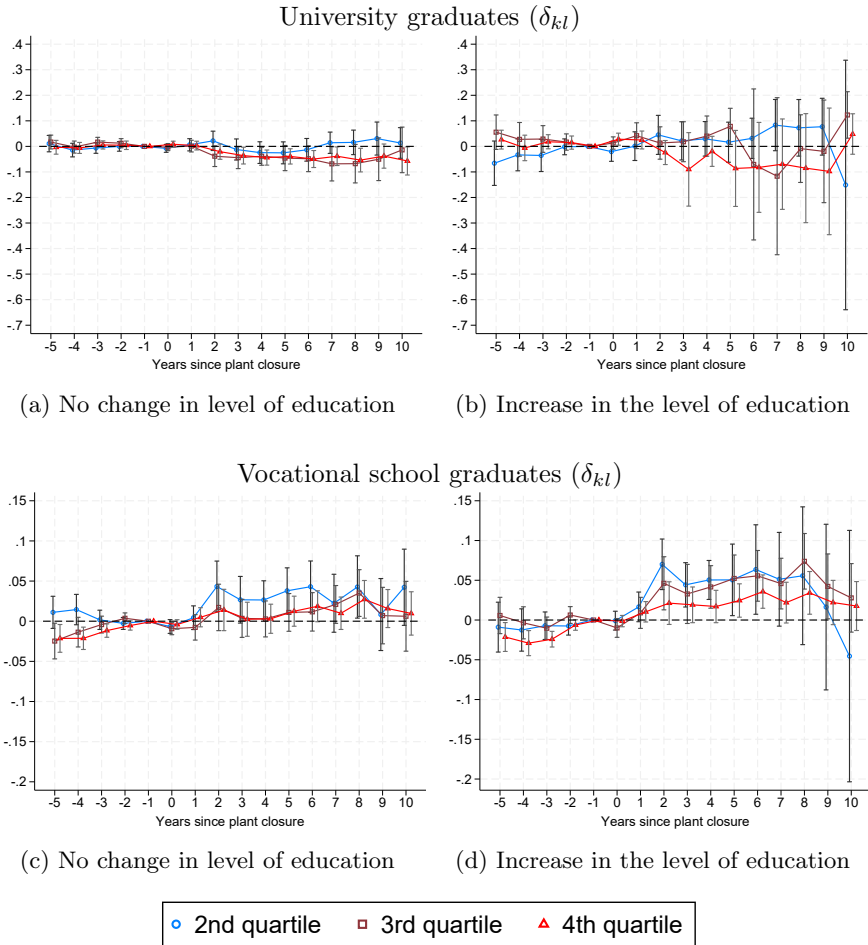 University graduates (δkl)
.4
.3
.2
.1
0
-.1
-.2
-.3
-.4
-.5
-.6
-.7
-5 -4 -3 -2 -1 0 1 2 3 4 5 6 7 8 9 10
Years since plant closure
(a) No change in level of education
.4
.3
.2
.1
0
-.1
-.2
-.3
-.4
-.5
-.6
-.7
-5 -4 -3 -2 -1 0 1 2 3 4 5 6 7 8 9 10
Years since plant closure
(b) Increase in the level of education
Vocational school graduates (δkl)
.15
.1
.05
0
-.05
-.1
-.15
-.2
-5 -4 -3 -2 -1 0 1 2 3 4 5 6 7 8 9 10
Years since plant closure
(c) No change in level of education
.15
.1
.05
0
-.05
-.1
-.15
-.2
-5 -4 -3 -2 -1 0 1 2 3 4 5 6 7 8 9 10
Years since plant closure
(d) Increase in the level of education
2nd quartile 3rd quartile 4th quartile